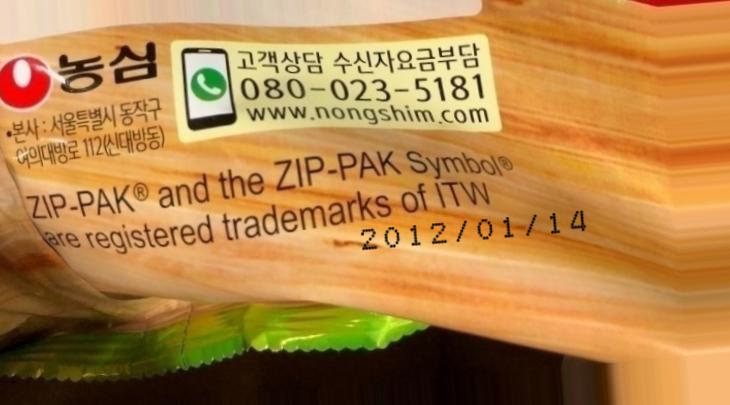 농심
고객상담 수신자요금부담
080-023-5181
www.nongshim.com
•본사 : 서울특별시 동작구
여의대방로 112(신대방동)
ZIP-PAK® and the ZIP-PAK Symbol®
are registered trademarks of ITW
2012/01/14